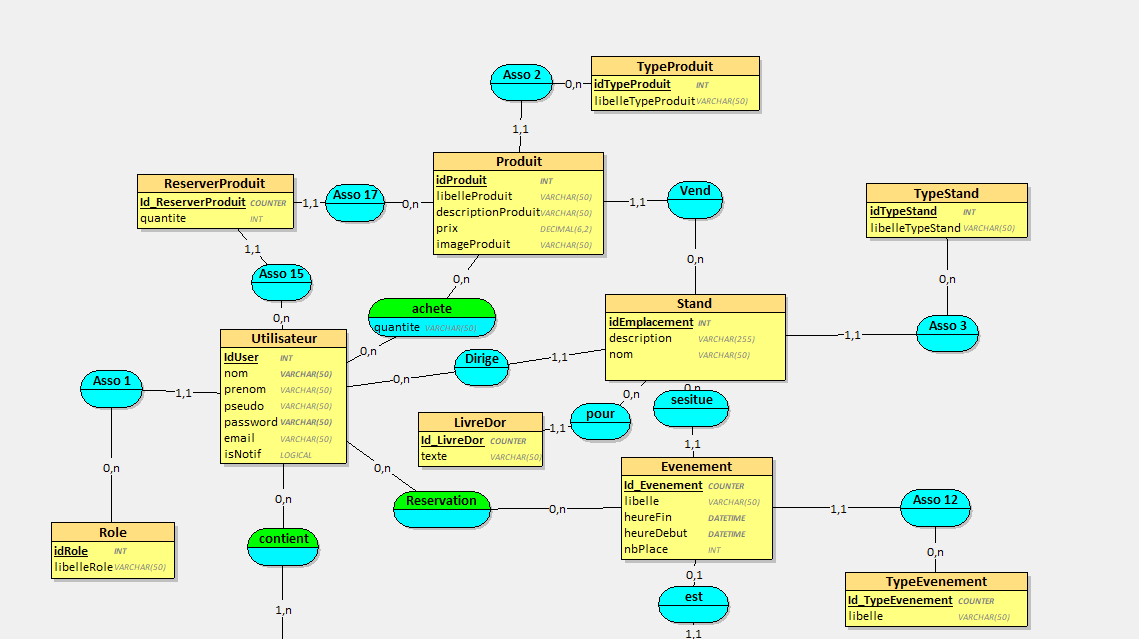 Asso 2
0,n
TypeProduit
idTypeProduit INT
libelleTypeProduit VARCHAR(50)
1,1
Produit
idProduit INT
libelleProduit VARCHAR(50)
descriptionProduit VARCHAR(50)
prix DECIMAL(6,2)
imageProduit VARCHAR(50)
ReserverProduit
Id_ReserverProduit COUNTER
quantite INT
1,1
Asso 17
0,n
1,1
Vend
TypeStand
idTypeStand INT
libelleTypeStand VARCHAR(50)
1,1
Asso 15
0,n
0,n
0,n
0,n
achete
quantite VARCHAR(50)
0,n
Stand
idEmplacement INT
description VARCHAR(255)
nom VARCHAR(50)
1,1
Asso 3
Utilisateur
IdUser INT
nom VARCHAR(50)
prenom VARCHAR(50)
pseudo VARCHAR(50)
password VARCHAR(50)
email VARCHAR(50)
isNotif LOGICAL
Dirige
1,1
0,n
Asso 1
1,1
0,n
0,n
sesitue
pour
1,1
LivreDor
Id_LivreDor COUNTER
texte VARCHAR(50)
1,1
0,n
0,n
Evenement
Id_Evenement COUNTER
libelle VARCHAR(50)
heureFin DATETIME
heureDebut DATETIME
nbPlace INT
Reservation
0,n
1,1
Asso 12
0,n
0,n
Role
idRole INT
libelleRole VARCHAR(50)
contient
TypeEvenement
Id_TypeEvenement COUNTER
libelle VARCHAR(50)
0,1
est
1,n
1,1